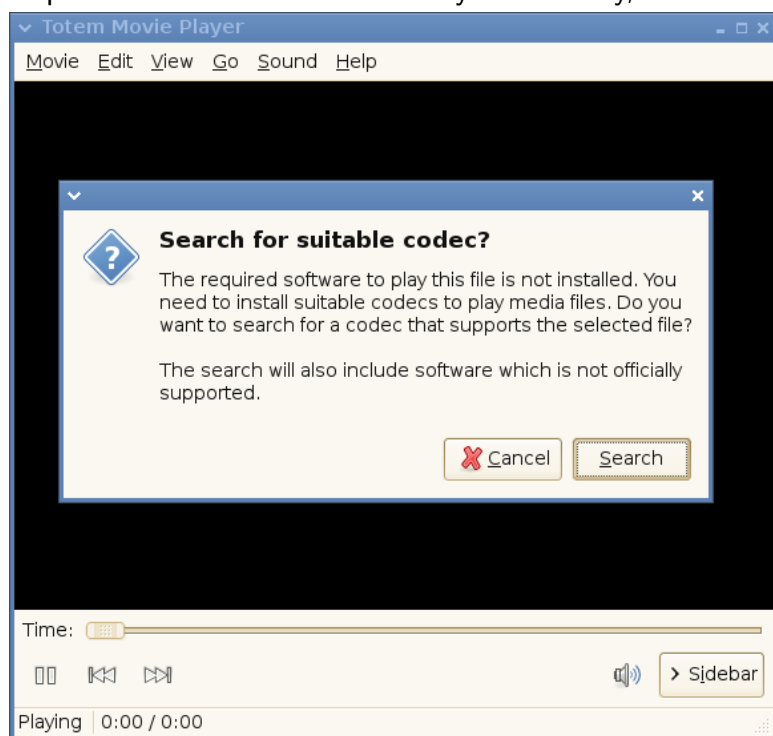 Totem Movie Player
Movie Edit View Go Sound Help
Search for suitable codec?
The required software to play this file is not installed. You
need to install suitable codecs to play media files. Do you
want to search for a codec that supports the selected file?
The search will also include software which is not officially
supported.
Cancel Search
Time:
Sidebar
Playing 0:00 / 0:00